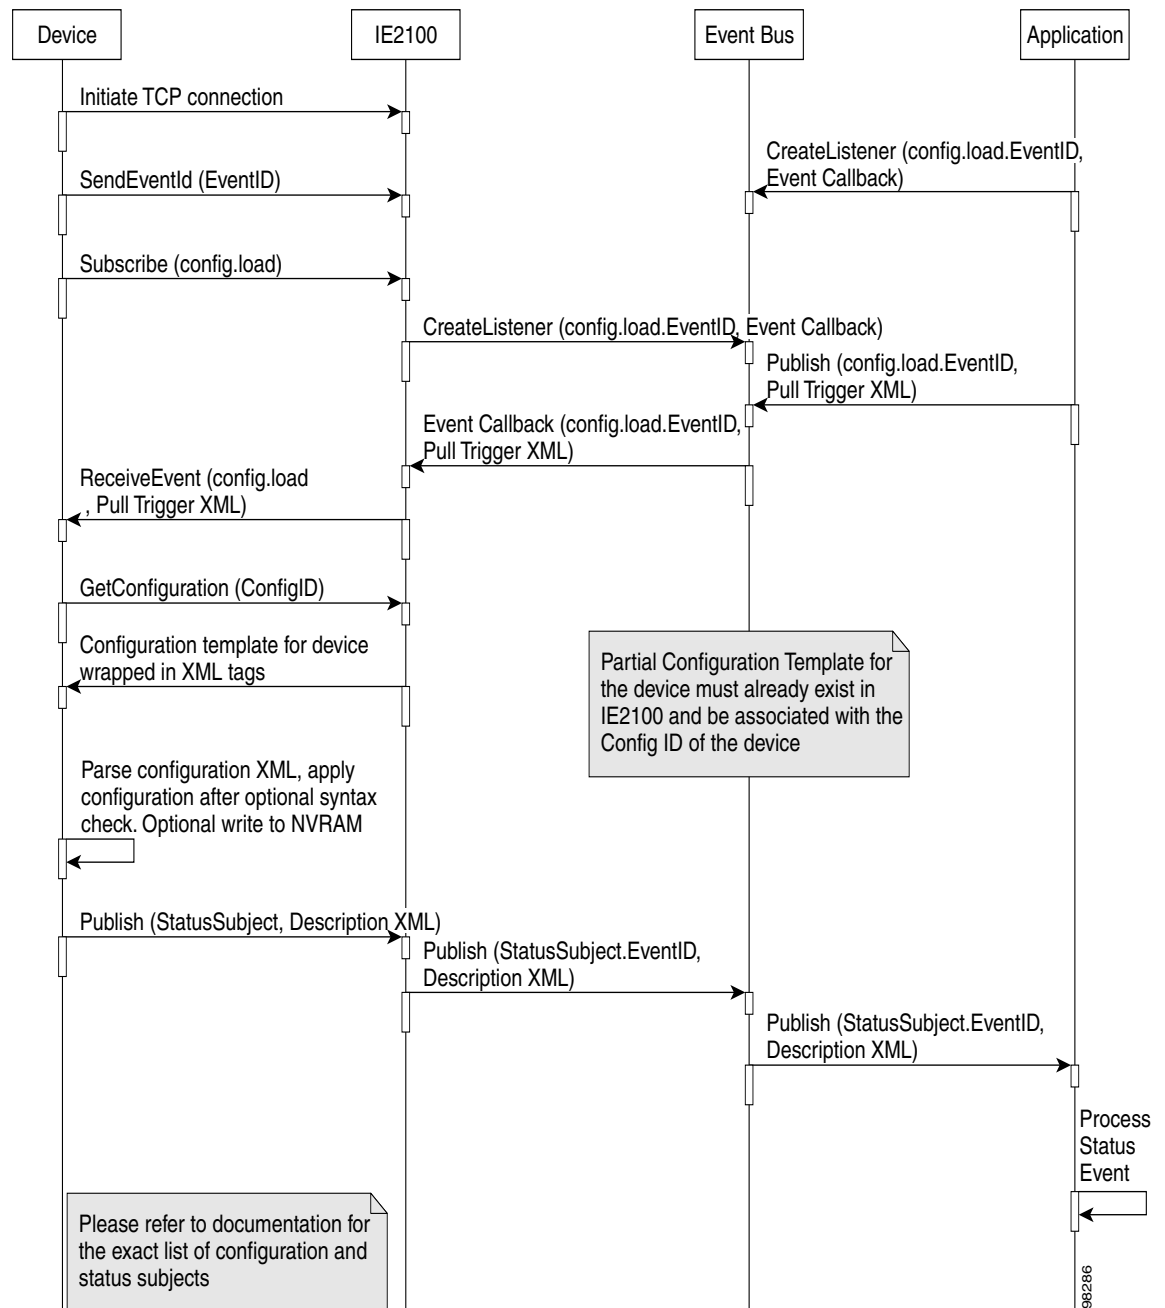 Device
IE2100
Event Bus
Application
Initiate TCP connection
CreateListener (config.load.EventID,
Event Callback)
SendEventId (EventID)
Subscribe (config.load)
CreateListener (config.load.EventID, Event Callback)
Publish (config.load.EventID,
Pull Trigger XML)
Event Callback (config.load.EventID,
Pull Trigger XML)
ReceiveEvent (config.load
, Pull Trigger XML)
GetConfiguration (ConfigID)
Configuration template for device
wrapped in XML tags
Partial Configuration Template for
the device must already exist in
IE2100 and be associated with the
Config ID of the device
Parse configuration XML, apply
configuration after optional syntax
check. Optional write to NVRAM
Publish (StatusSubject, Description XML)
Publish (StatusSubject.EventID,
Description XML)
Publish (StatusSubject.EventID,
Description XML)
Process
Status
Event
Please refer to documentation for
the exact list of configuration and
status subjects
98286